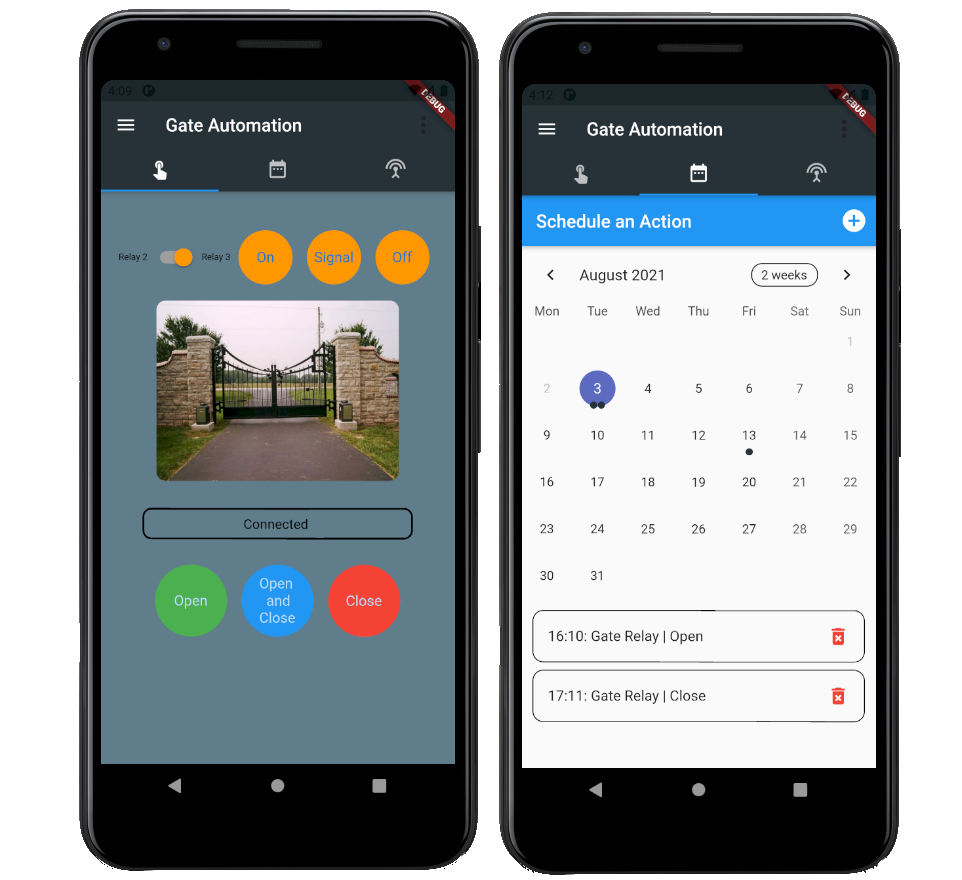 4:09
DEBUG
Gate Automation
Relay 2
Relay 3
On
Signal
Off
Connected
Open
Open
and
Close
Close
4:12
DEBUG
Gate Automation
Schedule an Action
August 2021
2 weeks
Mon Tue Wed Thu Fri Sat Sun
1
2 3 4 5 6 7 8
9 10 11 12 13 14 15
16 17 18 19 20 21 22
23 24 25 26 27 28 29
30 31
16:10: Gate Relay | Open
17:11: Gate Relay | Close